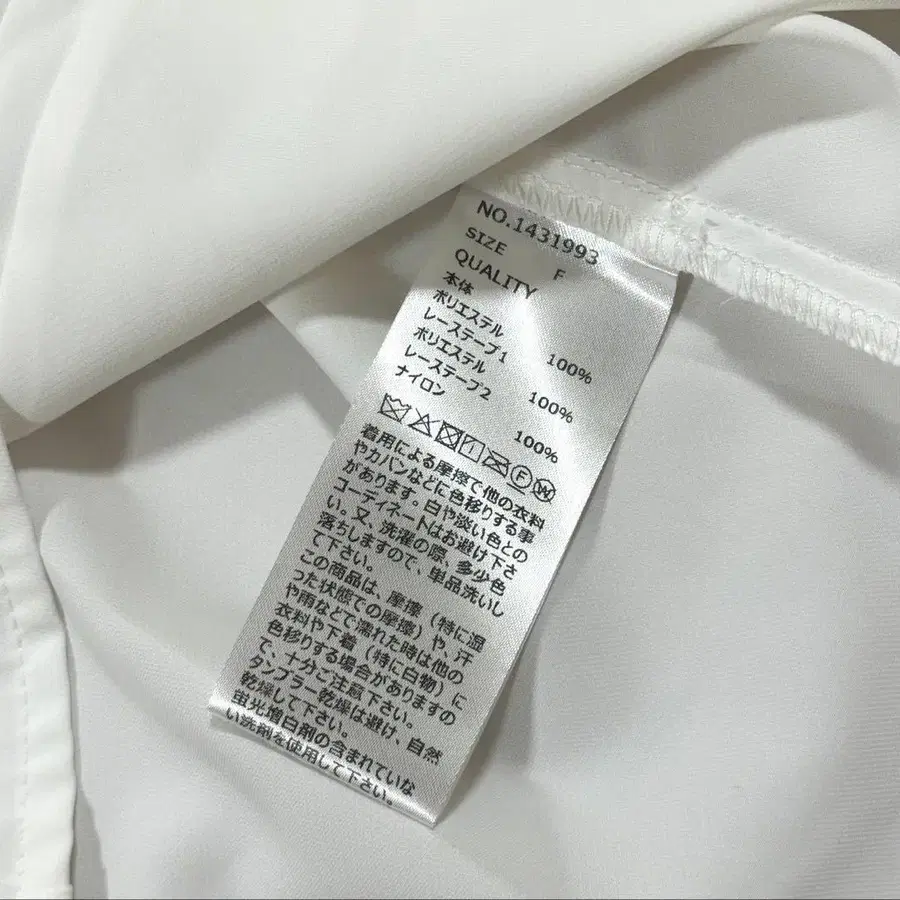 NO.1431993
SIZE F
QUALITY
本体
ポリエステル 100%
レーステープ1
ポリエステル 100%
レーステープ2
ナイロン 100%
F W
着用による摩擦で他の衣料
やカバンなどに色移りする事
があります。白や淡い色との
コーディネートはお避け下さ
い。又、洗濯の際、多少色
落ちしますので、単品洗いし
て下さい。
この商品は、摩擦(特に湿
った状態での摩擦)や、汗
や雨などで濡れた時は他の
衣料や下着(特に白物)に
色移りする場合がありますの
で、十分ご注意下さい。
タンブラー乾燥は避け、自然
乾燥して下さい。
蛍光増白剤の含まれていな
い洗剤を使用して下さい。